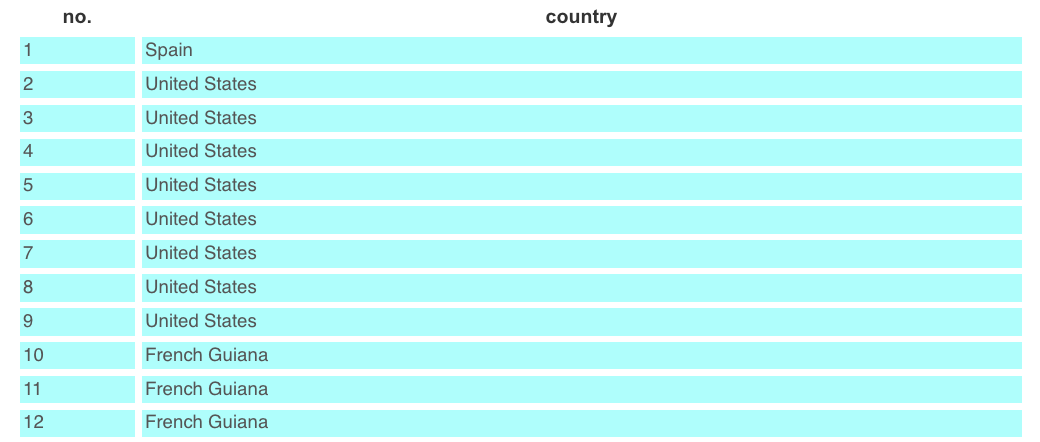 no. country
1 Spain
2 United States
3 United States
4 United States
5 United States
6 United States
7 United States
8 United States
9 United States
10 French Guiana
11 French Guiana
12 French Guiana